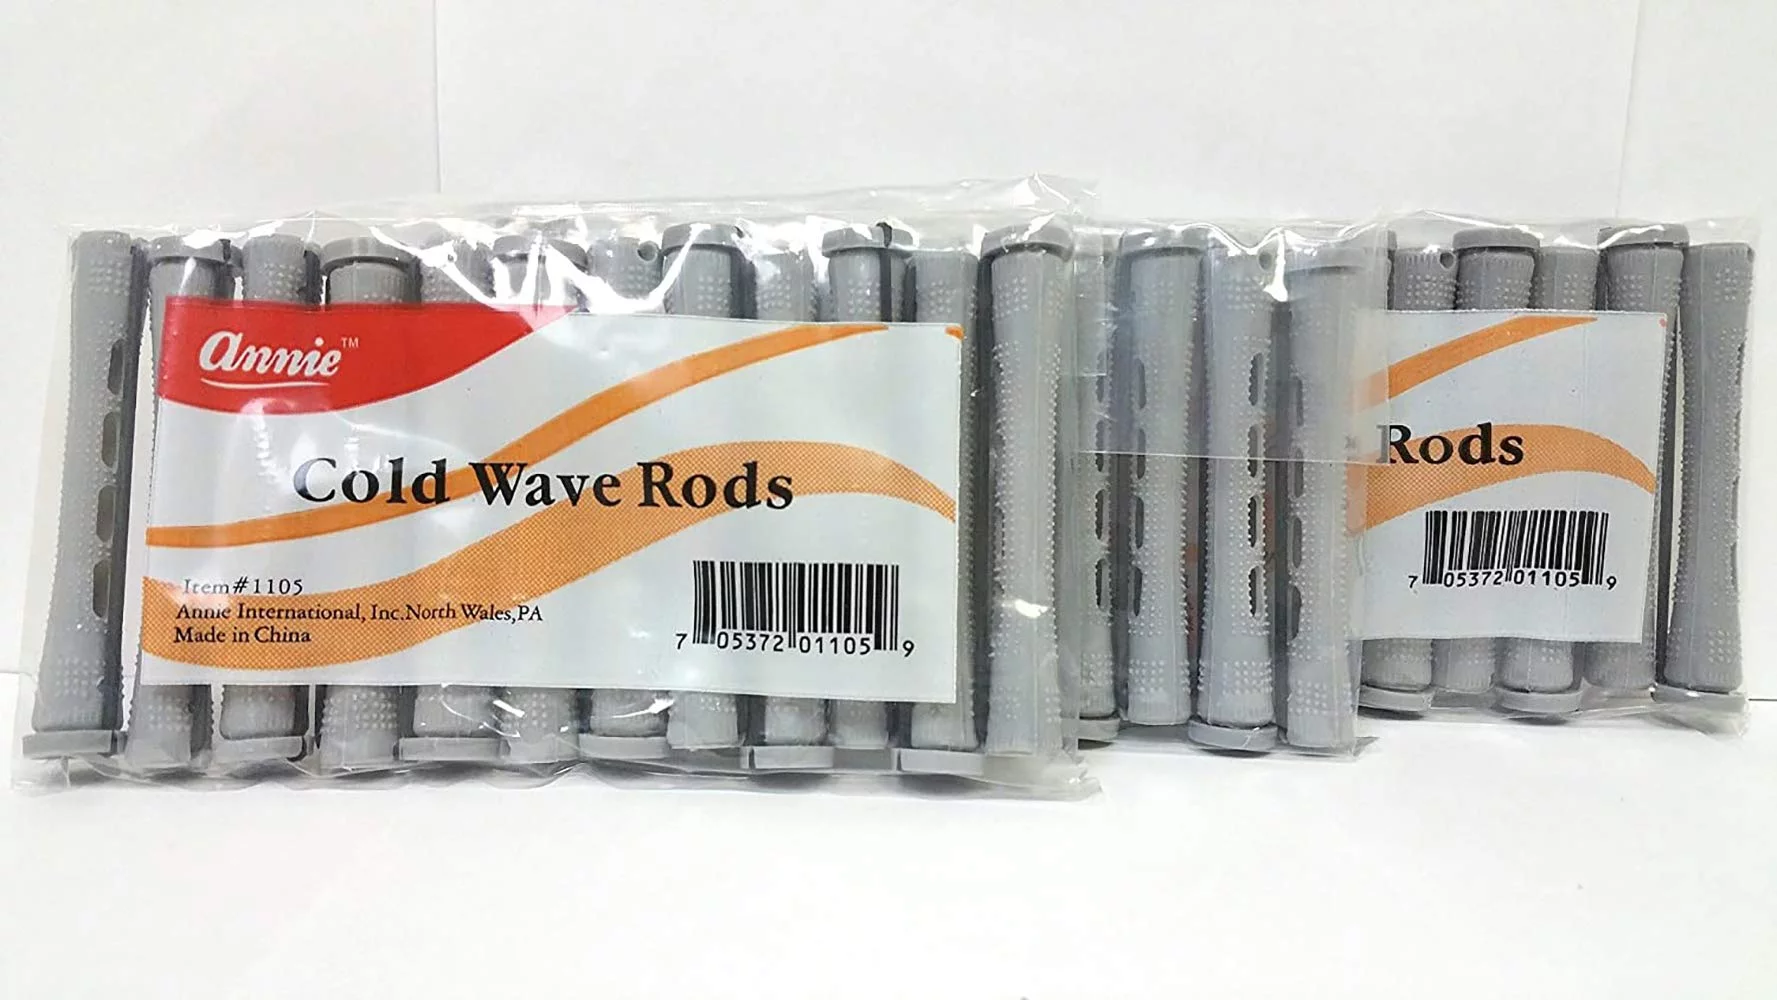 annie™
Cold Wave Rods
Item#1105
Annie International, Inc.North Wales,PA
Made in China
7 05372 01105 9
Rods
7 05372 01105 9